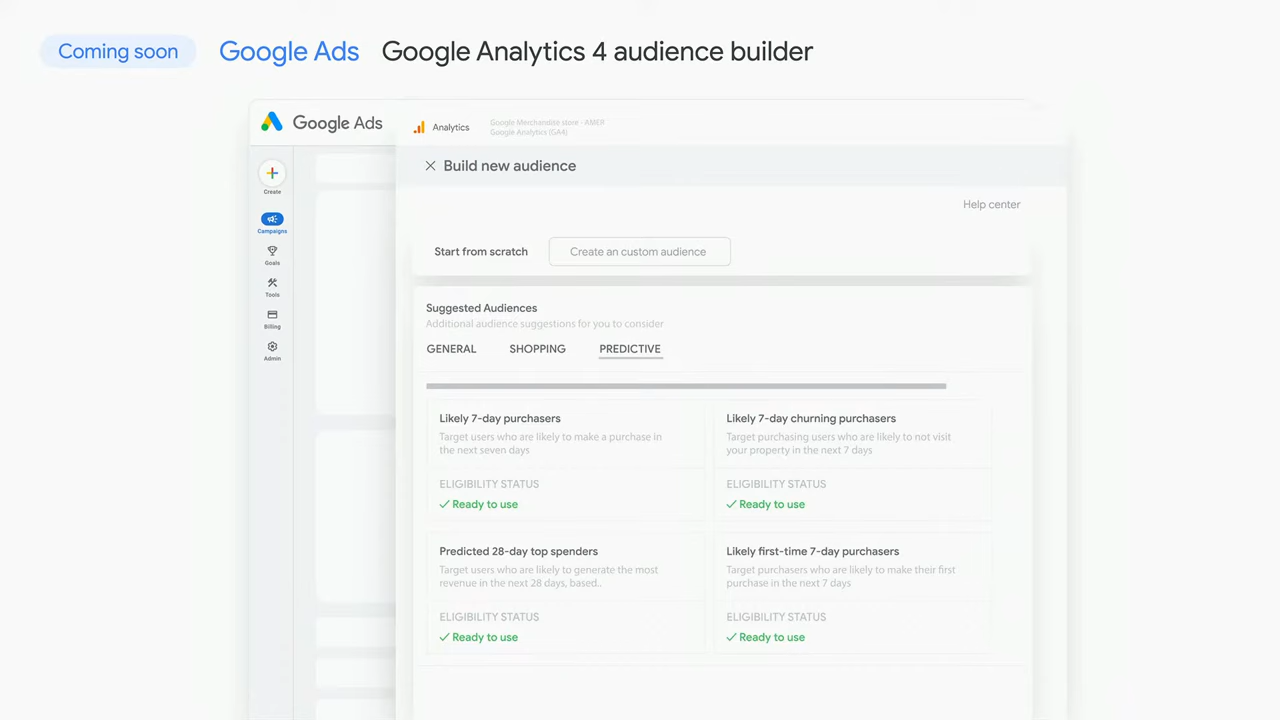 Coming soon Google Ads Google Analytics 4 audience builder
Google Ads
Analytics
Google Merchandise store - AMER
Google Analytics (GA4)
Create
Campaigns
Goals
Tools
Billing
Admin
Build new audience
Help center
Start from scratch
Create an custom audience
Suggested Audiences
Additional audience suggestions for you to consider
GENERAL SHOPPING PREDICTIVE
Likely 7-day purchasers
Target users who are likely to make a purchase in
the next seven days
ELIGIBILITY STATUS
Ready to use
Likely 7-day churning purchasers
Target purchasing users who are likely to not visit
your property in the next 7 days
ELIGIBILITY STATUS
Ready to use
Predicted 28-day top spenders
Target users who are likely to generate the most
revenue in the next 28 days, based..
ELIGIBILITY STATUS
Ready to use
Likely first-time 7-day purchasers
Target purchasers who are likely to make their first
purchase in the next 7 days
ELIGIBILITY STATUS
Ready to use